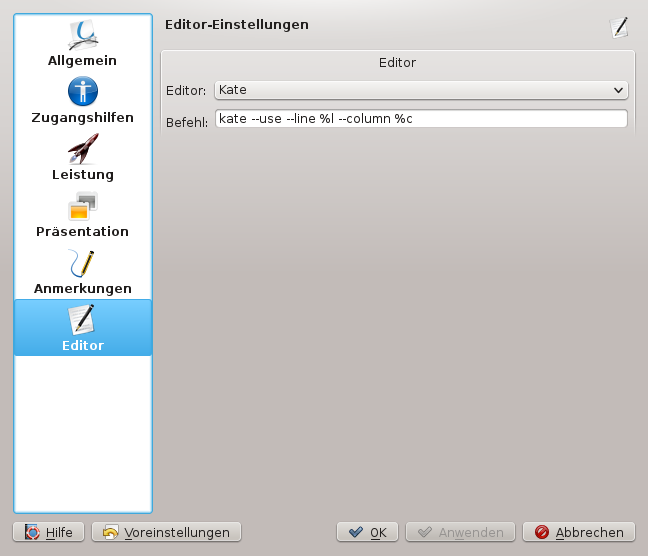 Allgemein
Zugangshilfen
Leistung
Präsentation
Anmerkungen
Editor
Editor-Einstellungen
Editor
Editor: Kate
Befehl: kate --use --line %l --column %c
Hilfe Voreinstellungen OK Anwenden Abbrechen